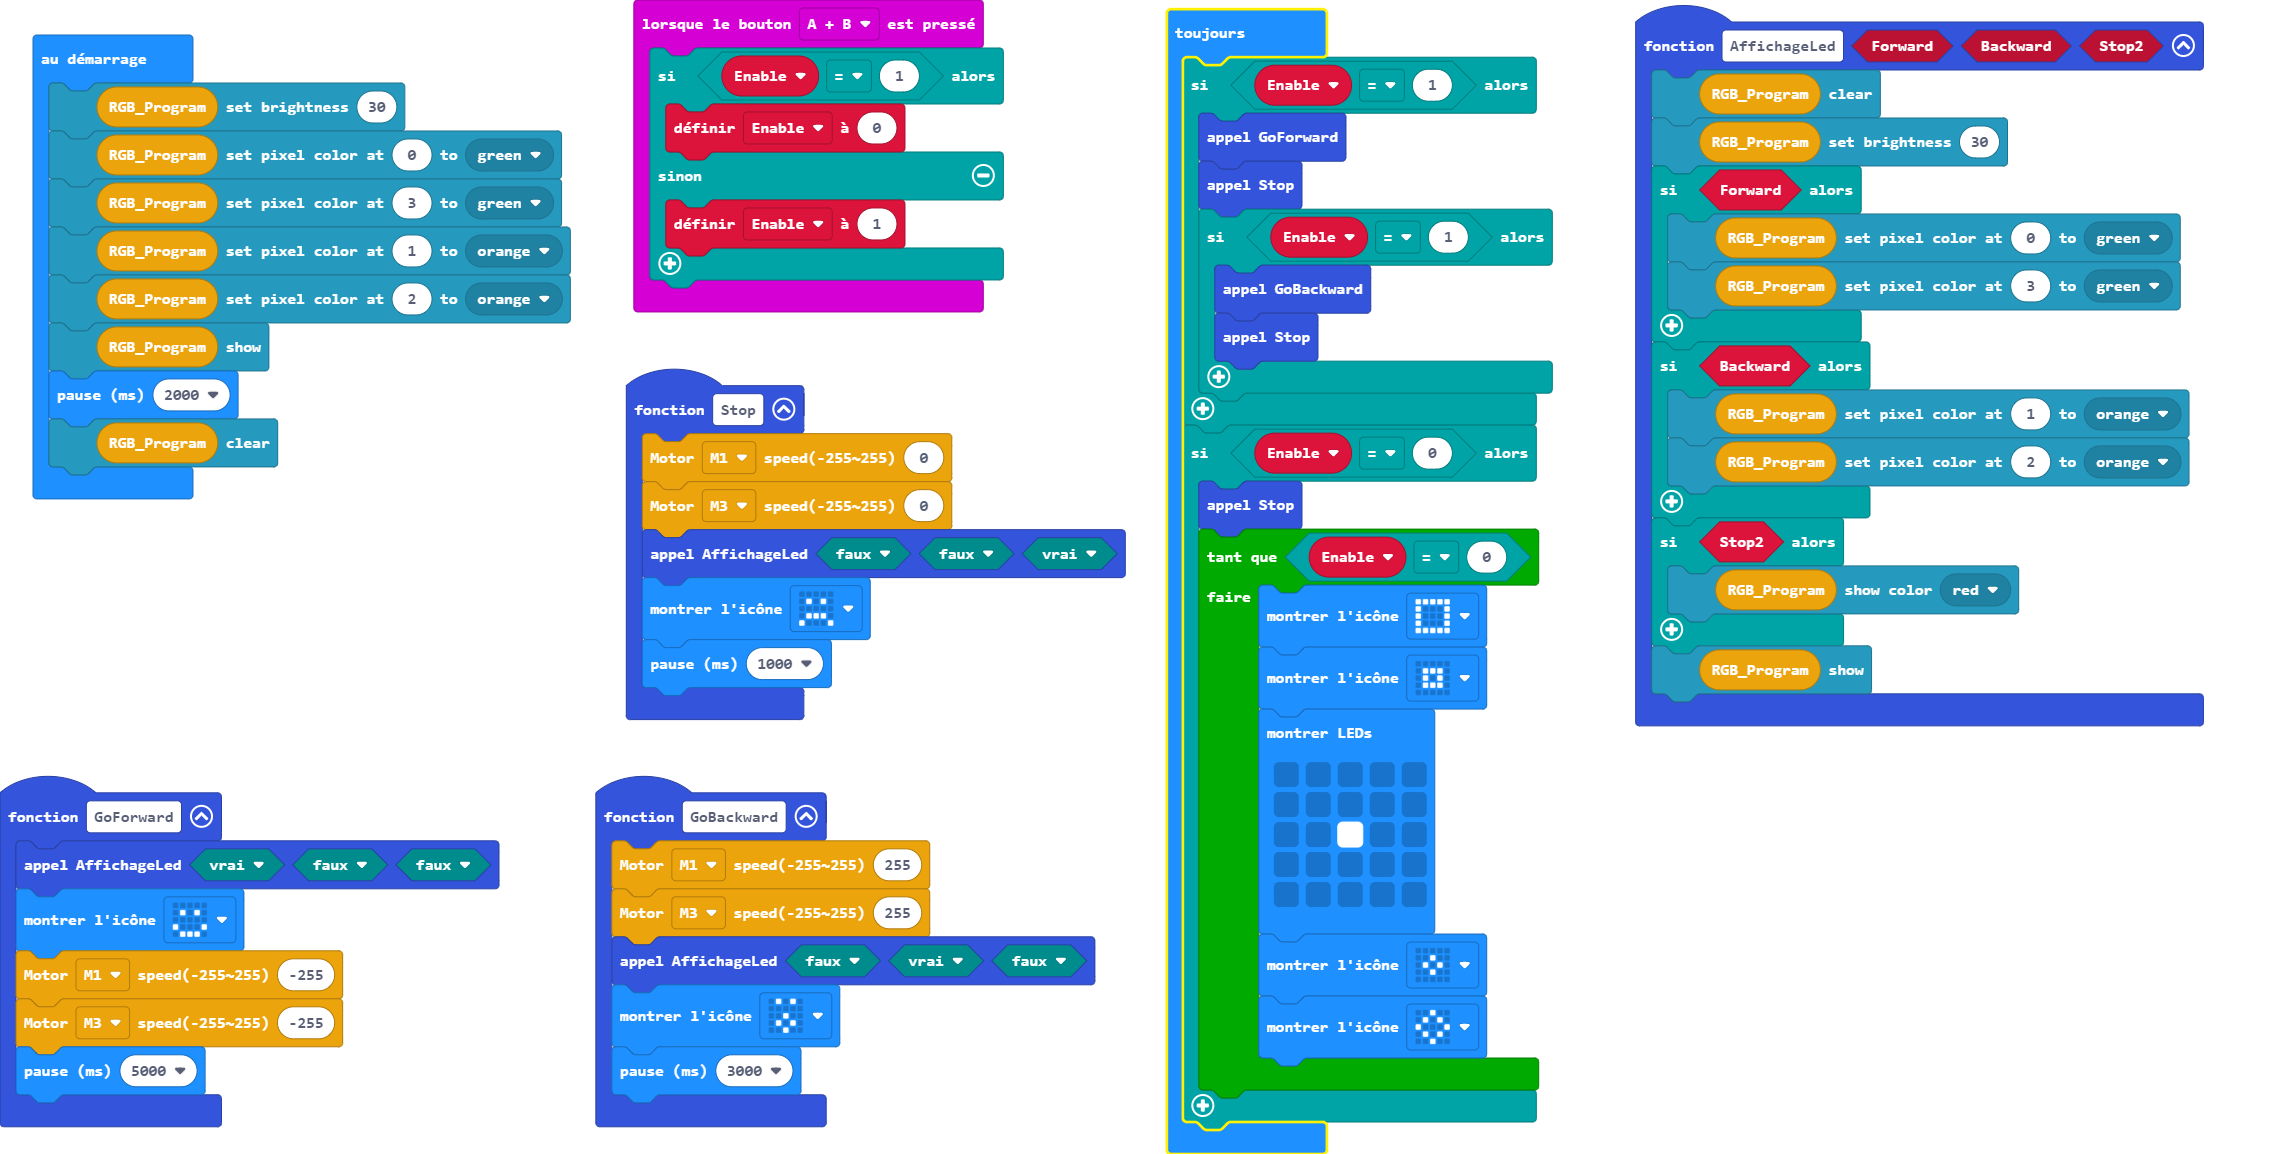 au démarrage
RGB_Program set brightness 30
RGB_Program set pixel color at 0 to green
RGB_Program set pixel color at 3 to green
RGB_Program set pixel color at 1 to orange
RGB_Program set pixel color at 2 to orange
RGB_Program show
pause (ms) 2000
RGB_Program clear
lorsque le bouton A + B est pressé
si Enable = 1 alors
définir Enable à 0
sinon
définir Enable à 1
fonction Stop
Motor M1 speed(-255~255) 0
Motor M3 speed(-255~255) 0
appel AffichageLed faux faux vrai
montrer l'icône
pause (ms) 1000
fonction GoForward
appel AffichageLed vrai faux faux
montrer l'icône
Motor M1 speed(-255~255) -255
Motor M3 speed(-255~255) -255
pause (ms) 5000
fonction GoBackward
Motor M1 speed(-255~255) 255
Motor M3 speed(-255~255) 255
appel AffichageLed faux vrai faux
montrer l'icône
pause (ms) 3000
toujours
si Enable = 1 alors
appel GoForward
appel Stop
si Enable = 1 alors
appel GoBackward
appel Stop
si Enable = 0 alors
appel Stop
tant que Enable = 0
faire
montrer l'icône
montrer l'icône
montrer LEDs
montrer l'icône
montrer l'icône
fonction AffichageLed Forward Backward Stop2
RGB_Program clear
RGB_Program set brightness 30
si Forward alors
RGB_Program set pixel color at 0 to green
RGB_Program set pixel color at 3 to green
si Backward alors
RGB_Program set pixel color at 1 to orange
RGB_Program set pixel color at 2 to orange
si Stop2 alors
RGB_Program show color red
RGB_Program show